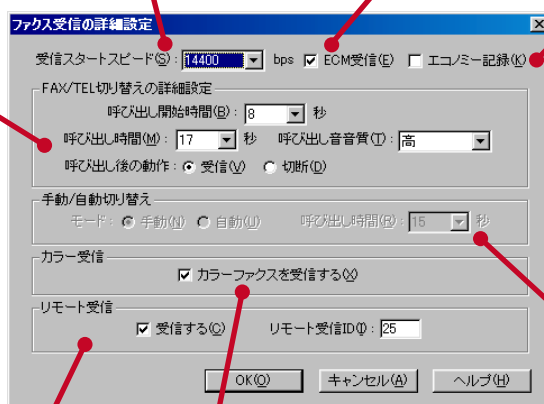 ファクス受信の詳細設定
受信スタートスピード(S): 14400 bps ECM受信(E) エコノミー記録(K)
FAX/TEL切り替えの詳細設定
呼び出し開始時間(B): 8 秒
呼び出し時間(M): 17 秒 呼び出し音音質(T): 高
呼び出し後の動作: 受信(V) 切断(D)
手動/自動切り替え
モード: 手動(N) 自動(U) 呼び出し時間(R): 15 秒
カラー受信
カラーファクスを受信する(X)
リモート受信
受信する(C) リモート受信ID(I): 25
OK(O) キャンセル(A) ヘルプ(H)